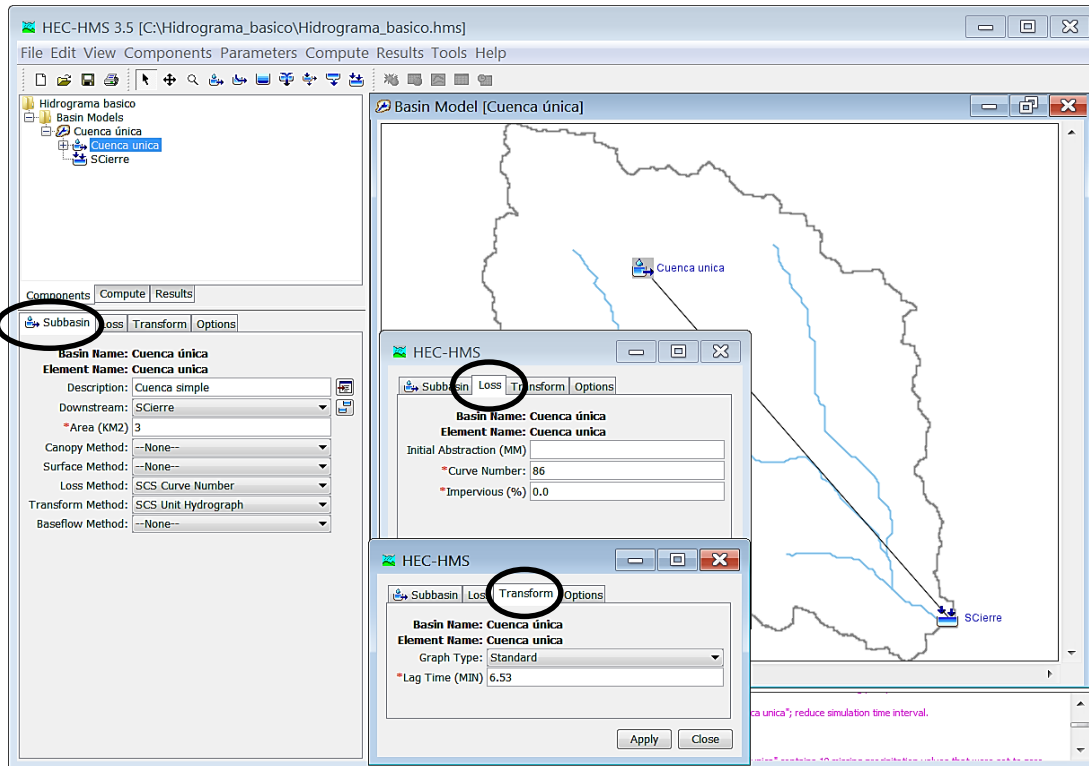 HEC-HMS 3.5 [C:\Hidrograma_basico\Hidrograma_basico.hms]
File Edit View Components Parameters Compute Results Tools Help
Hidrograma basico
Basin Models
Cuenca única
Cuenca unica
SCierre
Components Compute Results
Subbasin Loss Transform Options
Basin Name: Cuenca única
Element Name: Cuenca unica
Description: Cuenca simple
Downstream: SCierre
*Area (KM2) 3
Canopy Method: --None--
Surface Method: --None--
Loss Method: SCS Curve Number
Transform Method: SCS Unit Hydrograph
Baseflow Method: --None--
Basin Model [Cuenca única]
Cuenca unica
SCierre
HEC-HMS
Subbasin Loss Transform Options
Basin Name: Cuenca única
Element Name: Cuenca unica
Initial Abstraction (MM)
*Curve Number: 86
*Impervious (%) 0.0
HEC-HMS
Subbasin Loss Transform Options
Basin Name: Cuenca única
Element Name: Cuenca unica
Graph Type: Standard
*Lag Time (MIN) 6.53
Apply Close
ca unica"; reduce simulation time interval.